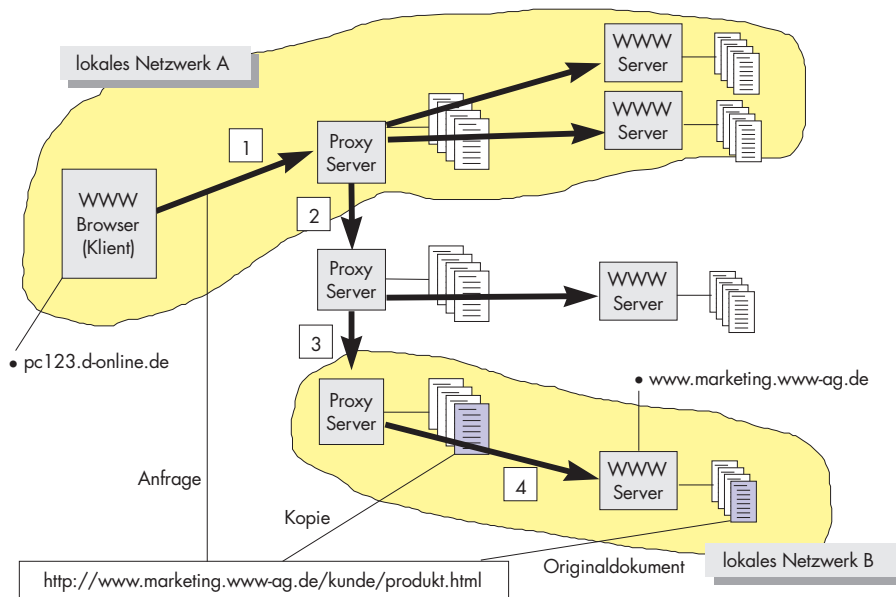 lokales Netzwerk A
WWW
Server
WWW
Server
Proxy
Server
1
WWW
Browser
(Klient)
2
Proxy
Server
WWW
Server
3
• pc123.d-online.de
• www.marketing.www-ag.de
Proxy
Server
WWW
Server
4
Anfrage
Kopie
Originaldokument
lokales Netzwerk B
http://www.marketing.www-ag.de/kunde/produkt.html